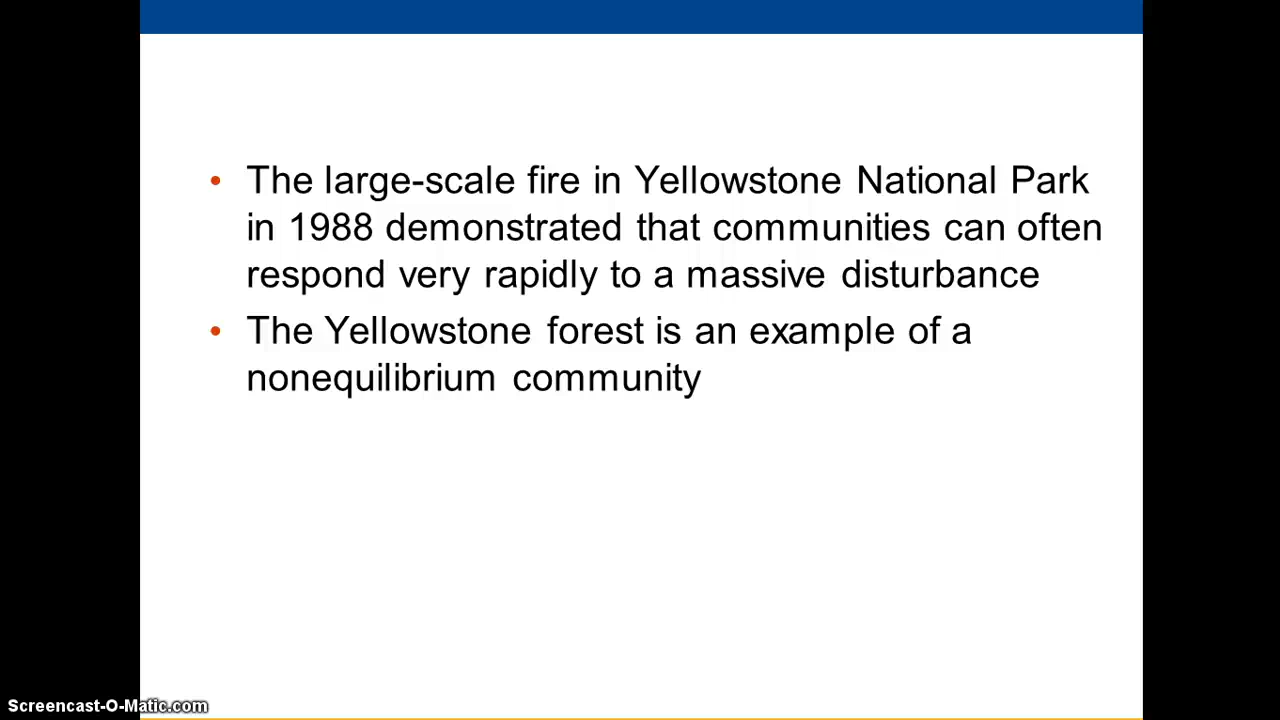 • The large-scale fire in Yellowstone National Park
in 1988 demonstrated that communities can often
respond very rapidly to a massive disturbance
• The Yellowstone forest is an example of a
nonequilibrium community
Screencast-O-Matic.com